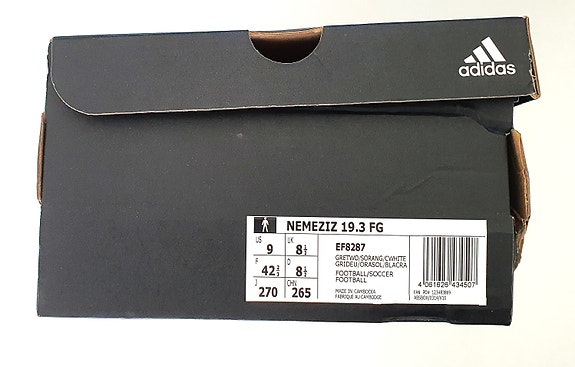 adidas
NEMEZIZ 19.3 FG
US UK
9 8½
F D
42⅔ 8½
J CHN
270 265
EF8287
GRETWO/SORANG/CWHITE
GRIDEU/ORASOL/BLACRA
FOOTBALL/SOCCER
FOOTBALL
MADE IN CAMBODIA
FABRIQUE AU CAMBODGE
4 061626 434507